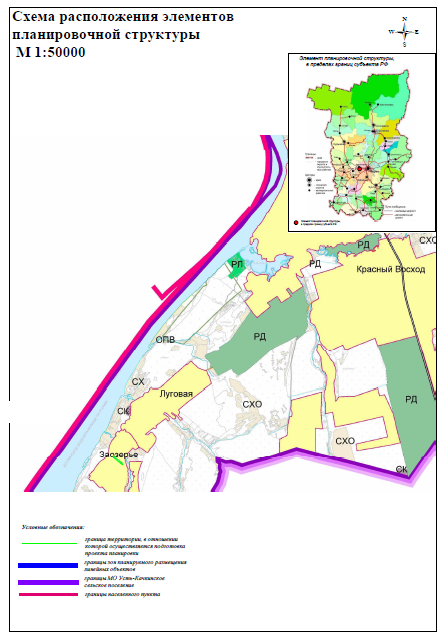 Схема расположения элементов
планировочной структуры
М 1:50000
N
W
E
S
Элемент планировочной структуры,
в пределах границ субъекта РФ
РД
СХО
РД
РЛ
Красный Восход
ОПВ
РД
СХ
Луговая
РД
СК
СХО
СХО
Заозерье
СК
Условные обозначения:
граница территории, в отношении
которой осуществляется подготовка
проекта планировки
границы зон планируемого размещения
линейных объектов
границы МО Усть-Качкинское
сельское поселение
границы населенного пункта